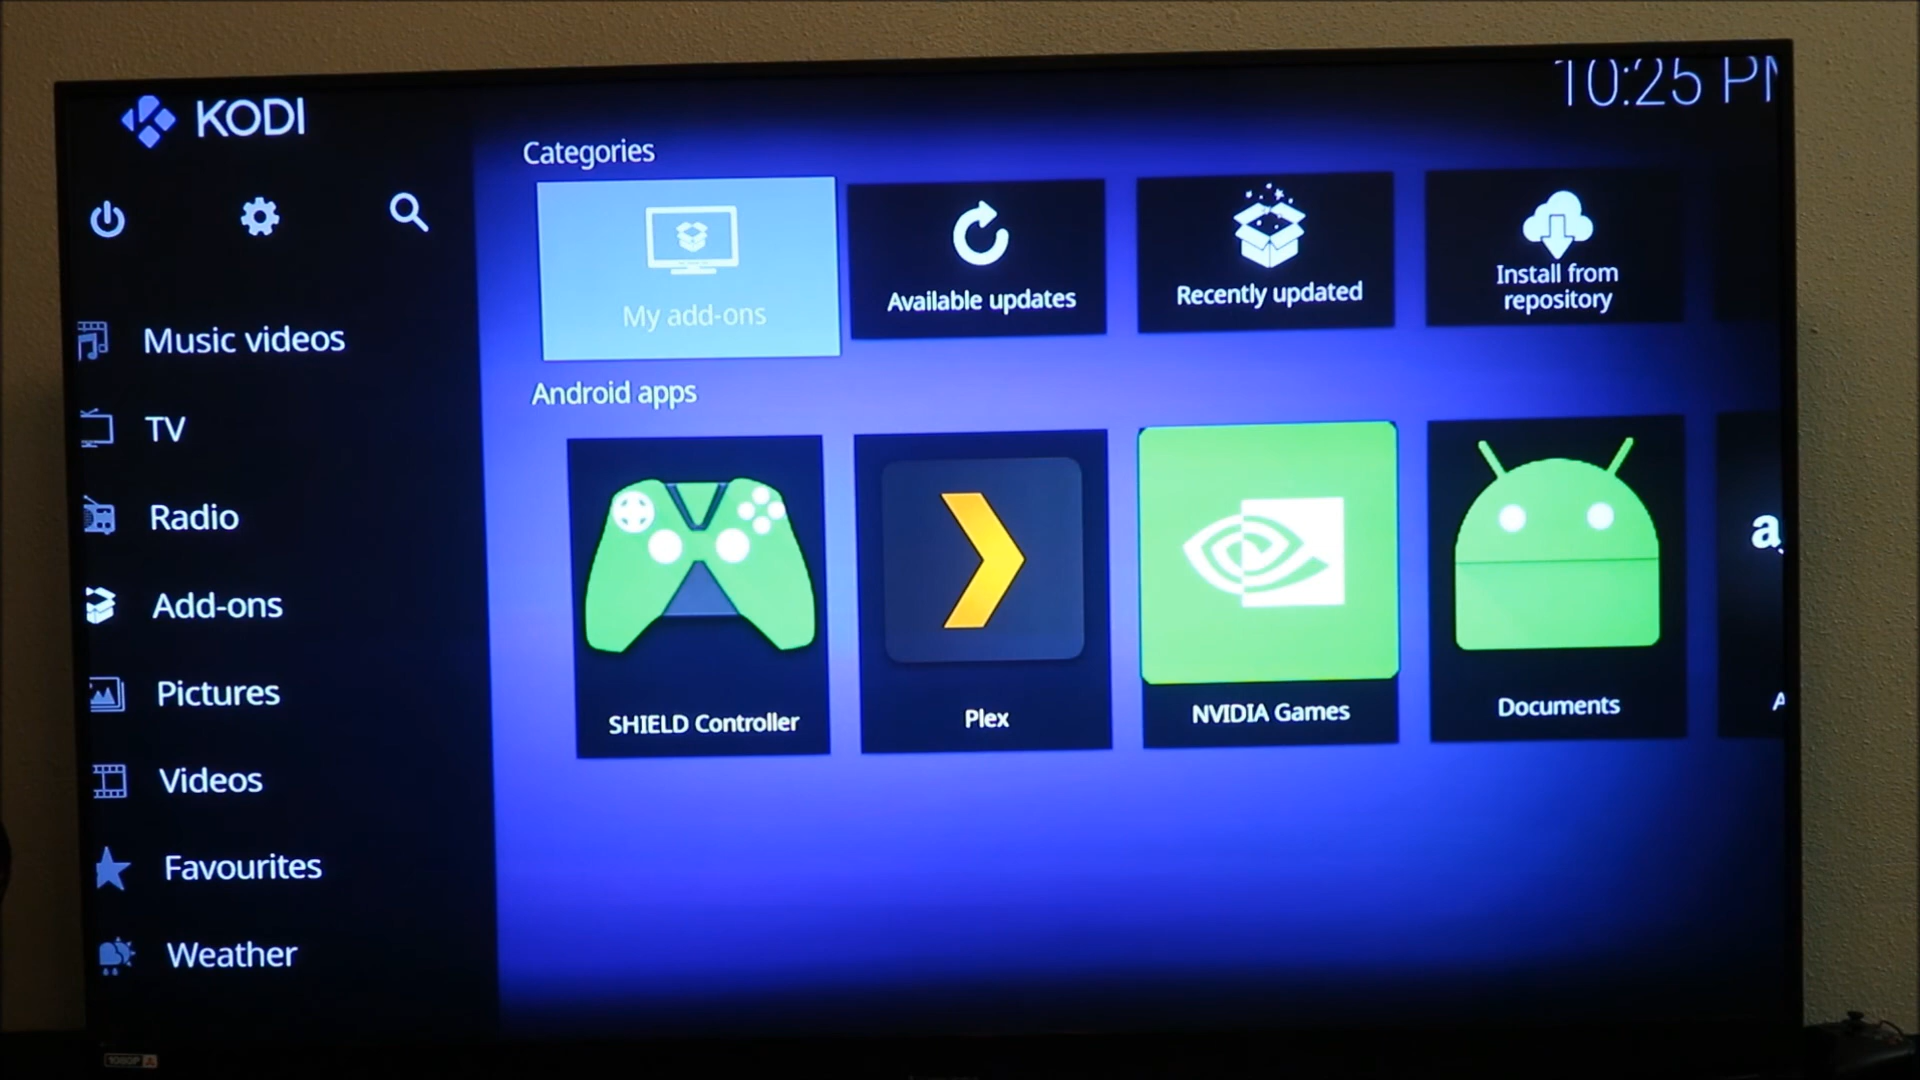 KODI
10:25 PM
Categories
My add-ons
Available updates
Recently updated
Install from
repository
Music videos
TV
Radio
Add-ons
Pictures
Videos
Favourites
Weather
Android apps
SHIELD Controller
Plex
NVIDIA Games
Documents
a
A
1080P